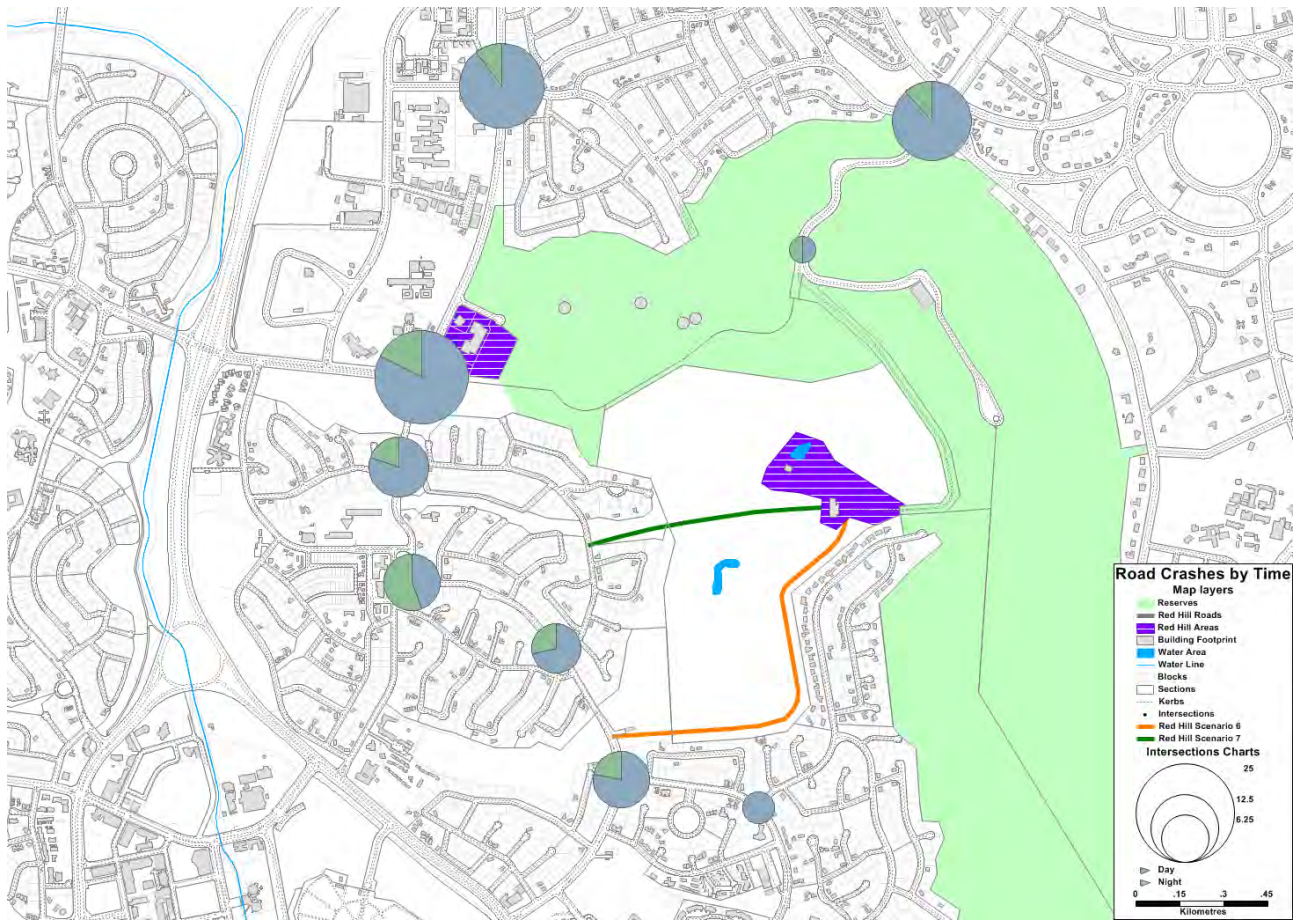 Road Crashes by Time
Map layers
Reserves
Red Hill Roads
Red Hill Areas
Building Footprint
Water Area
Water Line
Blocks
Sections
Kerbs
Intersections
Red Hill Scenario 6
Red Hill Scenario 7
Intersections Charts
25
12.5
6.25
Day
Night
0 .15 .3 .45
Kilometres